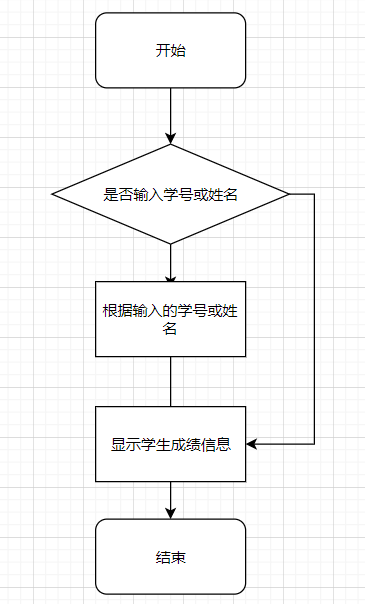 开始
是否输入学号或姓名
根据输入的学号或姓
名
显示学生成绩信息
结束